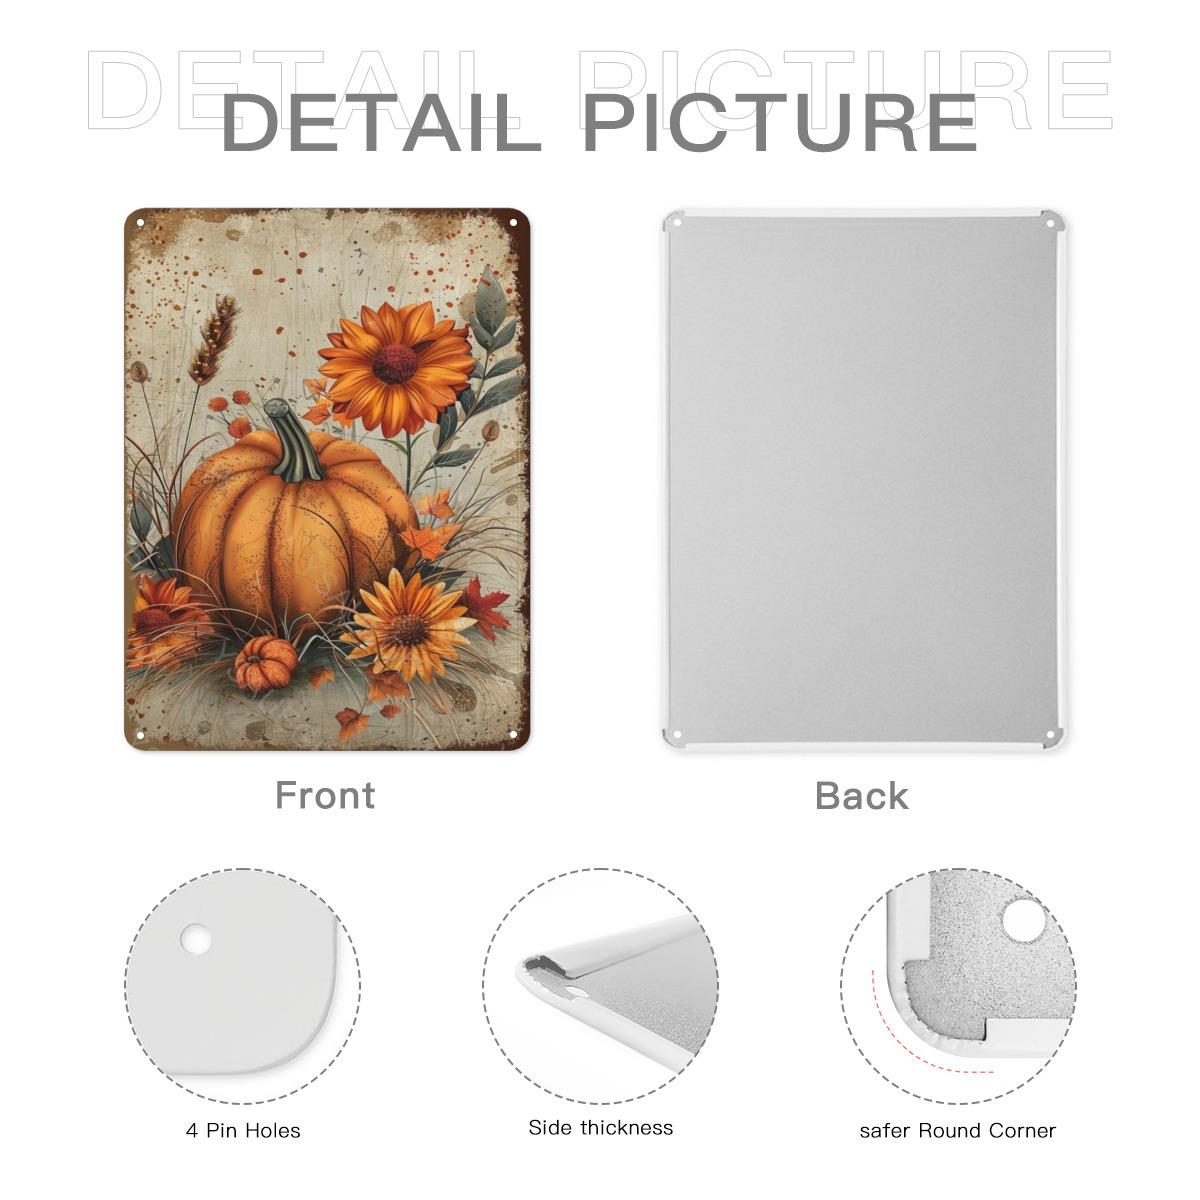 DETAIL PICTURE
DETAIL PICTURE
Front
Back
4 Pin Holes
Side thickness
safer Round Corner